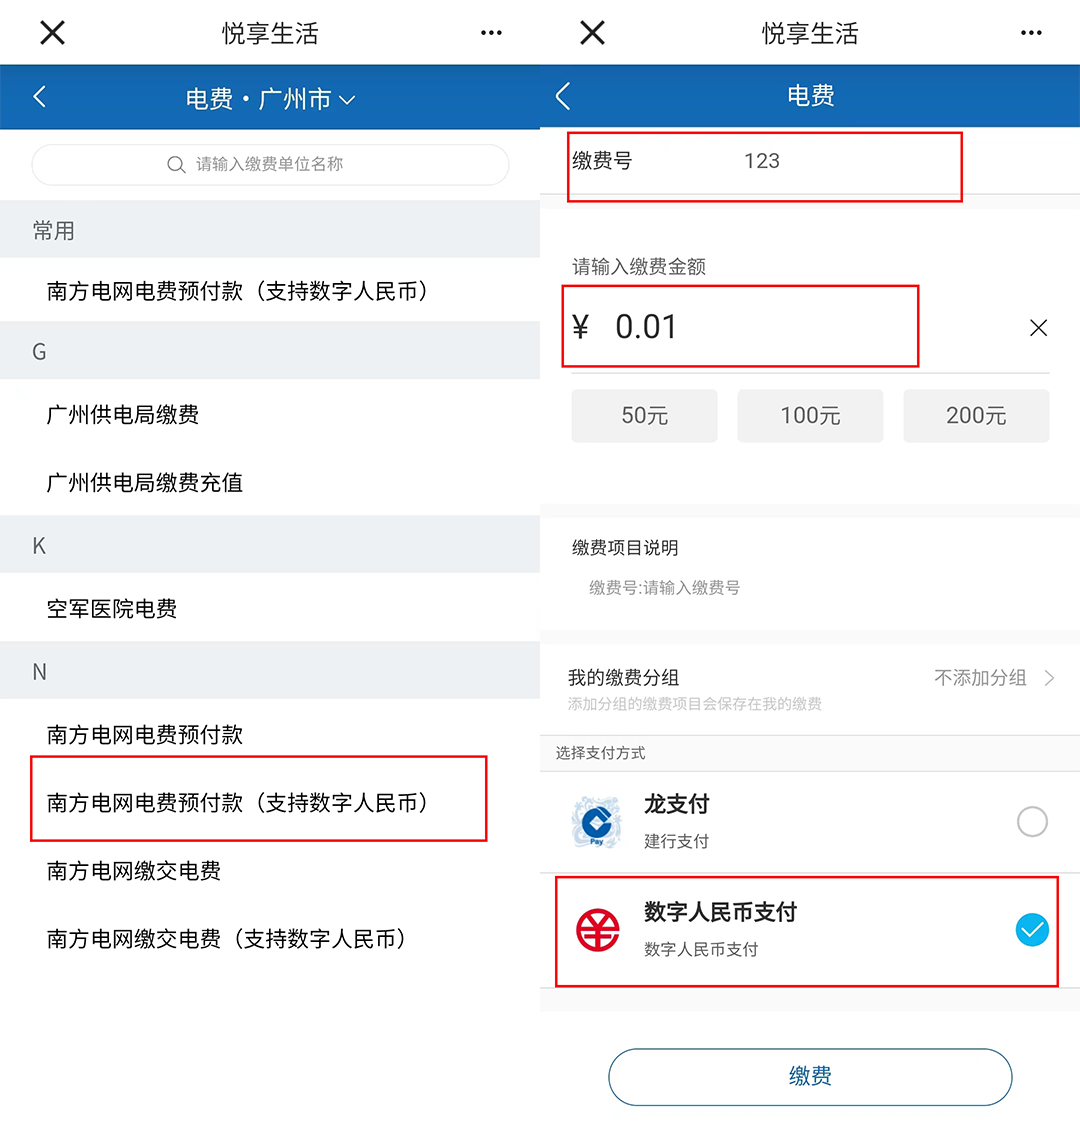 悦享生活
电费·广州市
请输入缴费单位名称
常用
南方电网电费预付款（支持数字人民币）
G
广州供电局缴费
广州供电局缴费充值
K
空军医院电费
N
南方电网电费预付款
南方电网电费预付款（支持数字人民币）
南方电网缴交电费
南方电网缴交电费（支持数字人民币）
悦享生活
电费
缴费号 123
请输入缴费金额
¥ 0.01
50元 100元 200元
缴费项目说明
缴费号:请输入缴费号
我的缴费分组 不添加分组
添加分组的缴费项目会保存在我的缴费
选择支付方式
Pay
龙支付
建行支付
数字人民币支付
数字人民币支付
缴费